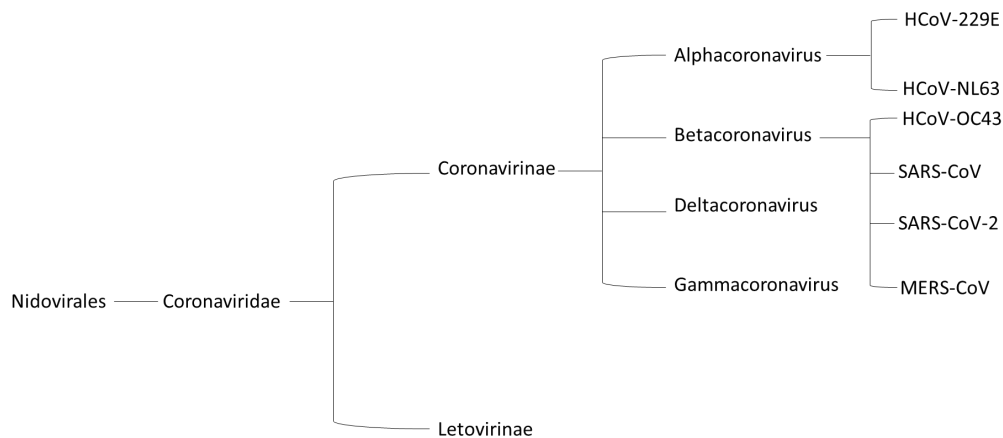 HCoV-229E
Alphacoronavirus
HCoV-NL63
HCoV-OC43
Betacoronavirus
Coronavirinae
SARS-CoV
Deltacoronavirus
SARS-CoV-2
Gammacoronavirus
MERS-CoV
Nidovirales
Coronaviridae
Letovirinae